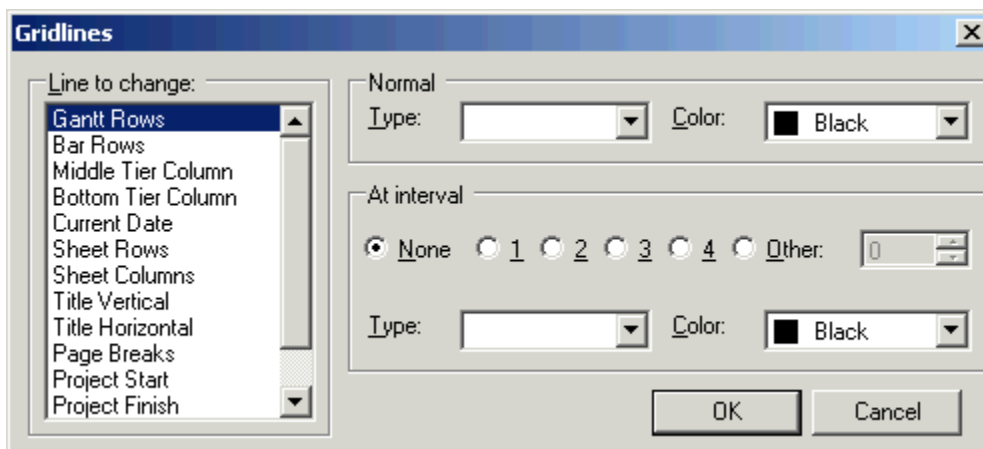 Gridlines
Line to change:
Gantt Rows
Bar Rows
Middle Tier Column
Bottom Tier Column
Current Date
Sheet Rows
Sheet Columns
Title Vertical
Title Horizontal
Page Breaks
Project Start
Project Finish
Normal
Type:
Color: Black
At interval
None 1 2 3 4 Other: 0
Type:
Color: Black
OK Cancel